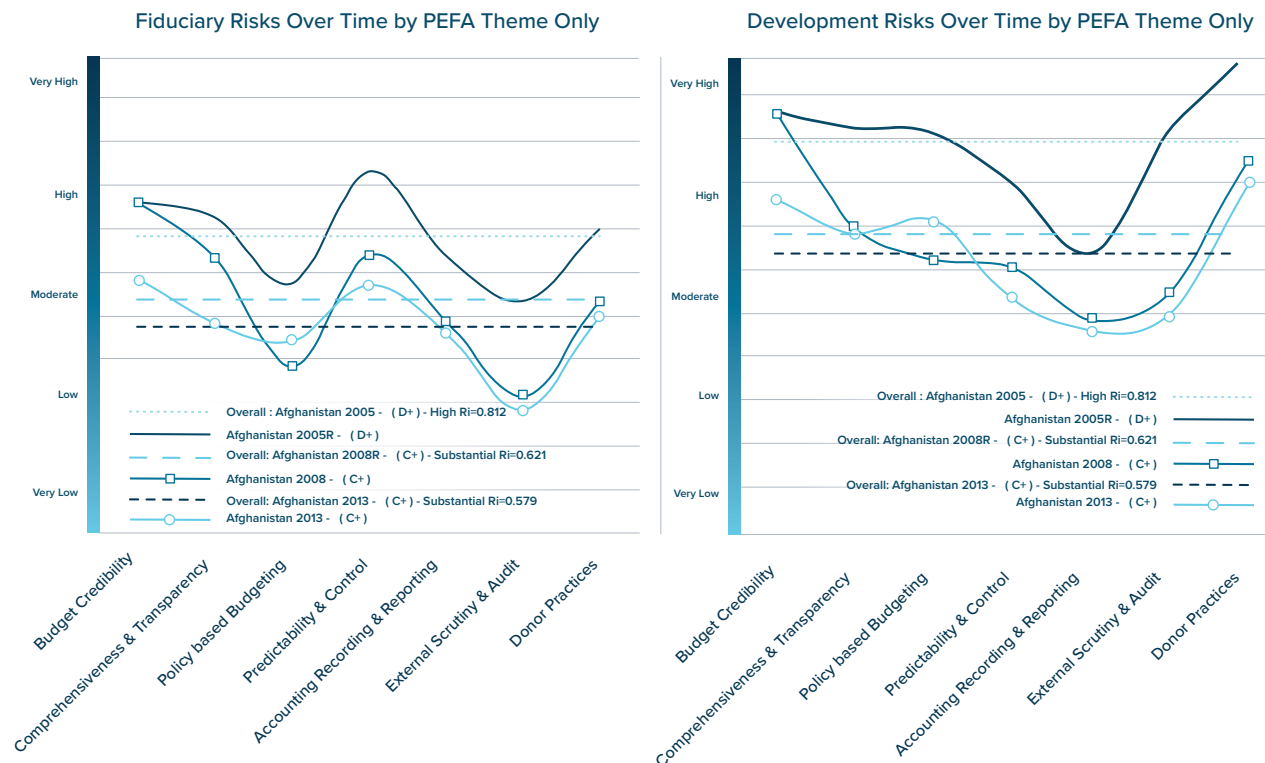 Fiduciary Risks Over Time by PEFA Theme Only
Very High
High
Moderate
Low
Very Low
Overall : Afghanistan 2005 - ( D+ ) - High Ri=0.812
Afghanistan 2005R - ( D+ )
Overall: Afghanistan 2008R - ( C+ ) - Substantial Ri=0.621
Afghanistan 2008 - ( C+ )
Overall: Afghanistan 2013 - ( C+ ) - Substantial Ri=0.579
Afghanistan 2013 - ( C+ )
Budget Credibility
Comprehensiveness & Transparency
Policy based Budgeting
Predictability & Control
Accounting Recording & Reporting
External Scrutiny & Audit
Donor Practices
Development Risks Over Time by PEFA Theme Only
Very High
High
Moderate
Low
Very Low
Overall : Afghanistan 2005 - ( D+ ) - High Ri=0.812
Afghanistan 2005R - ( D+ )
Overall: Afghanistan 2008R - ( C+ ) - Substantial Ri=0.621
Afghanistan 2008 - ( C+ )
Overall: Afghanistan 2013 - ( C+ ) - Substantial Ri=0.579
Afghanistan 2013 - ( C+ )
Budget Credibility
Comprehensiveness & Transparency
Policy based Budgeting
Predictability & Control
Accounting Recording & Reporting
External Scrutiny & Audit
Donor Practices